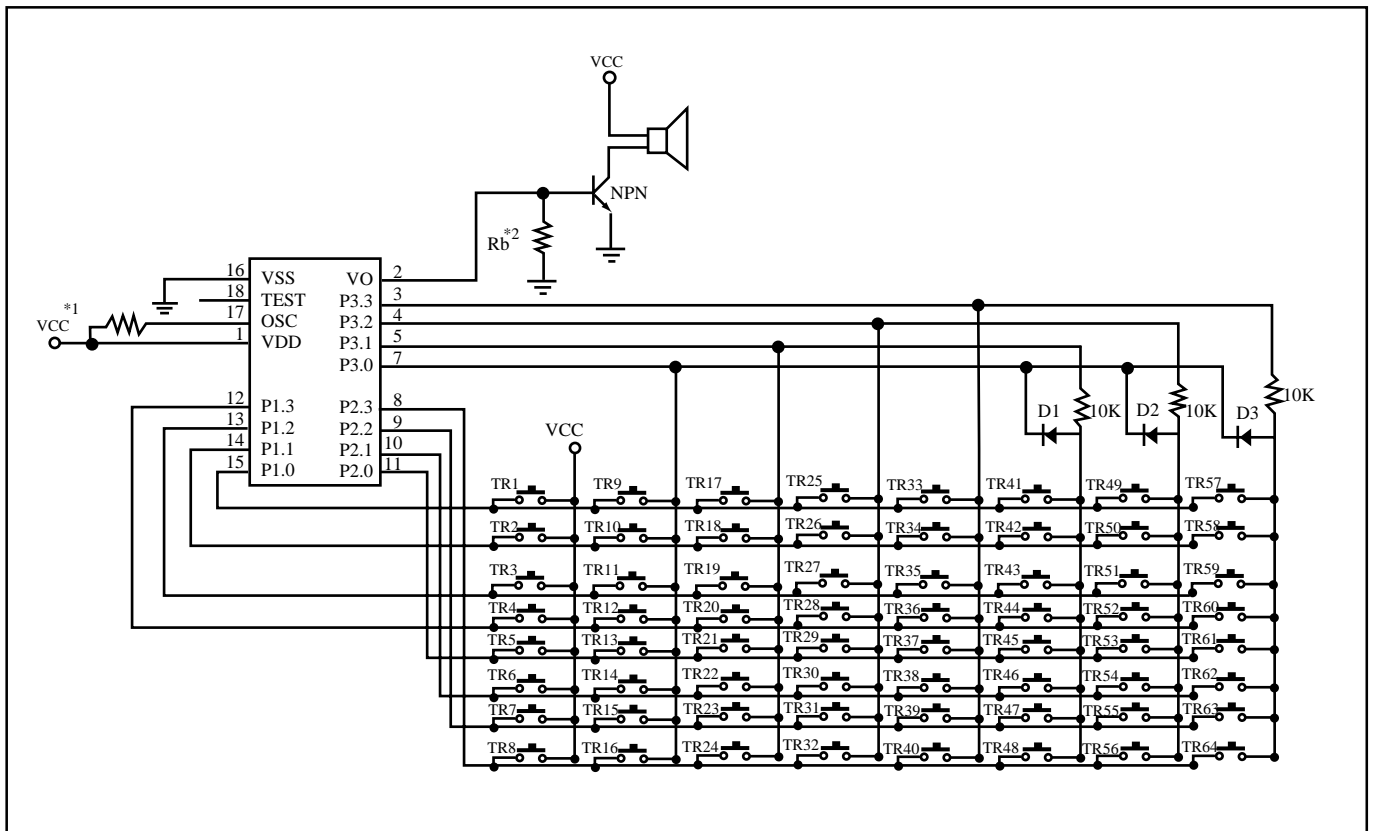 VCC
NPN
Rb*2
16 VSS VO 2
18 TEST P3.3 3
17 OSC P3.2 4
1 VDD P3.1 5
P3.0 7
*1
VCC
12 P1.3 P2.3 8
13 P1.2 P2.2 9
14 P1.1 P2.1 10
15 P1.0 P2.0 11
VCC
D1 10K D2 10K D3 10K
TR1 TR9 TR17 TR25 TR33 TR41 TR49 TR57
TR2 TR10 TR18 TR26 TR34 TR42 TR50 TR58
TR3 TR11 TR19 TR27 TR35 TR43 TR51 TR59
TR4 TR12 TR20 TR28 TR36 TR44 TR52 TR60
TR5 TR13 TR21 TR29 TR37 TR45 TR53 TR61
TR6 TR14 TR22 TR30 TR38 TR46 TR54 TR62
TR7 TR15 TR23 TR31 TR39 TR47 TR55 TR63
TR8 TR16 TR24 TR32 TR40 TR48 TR56 TR64